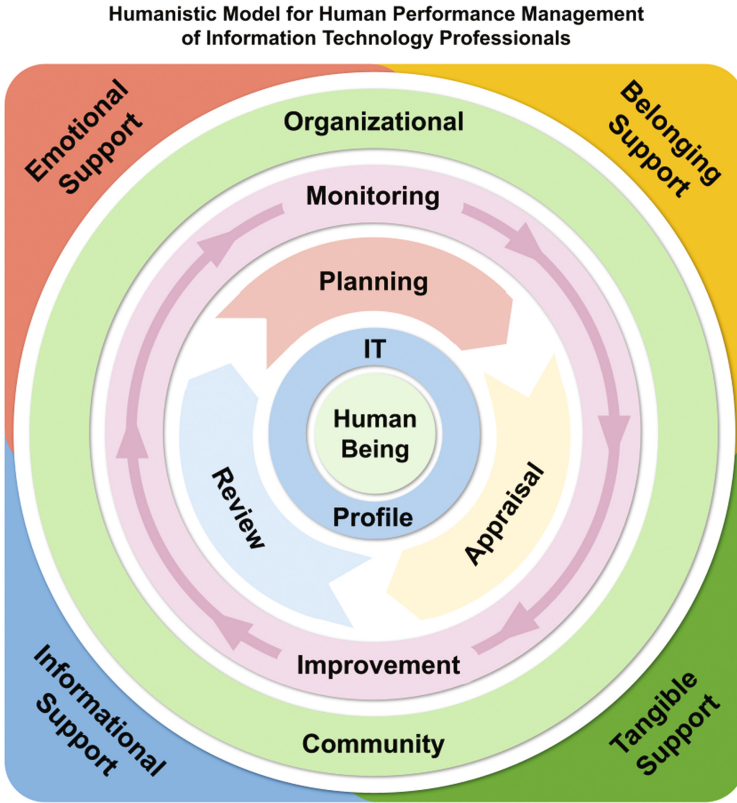 Humanistic Model for Human Performance Management
of Information Technology Professionals
Emotional
Support
Belonging
Support
Organizational
Monitoring
Planning
IT
Human
Being
Profile
Review
Appraisal
Improvement
Community
Informational
Support
Tangible
Support